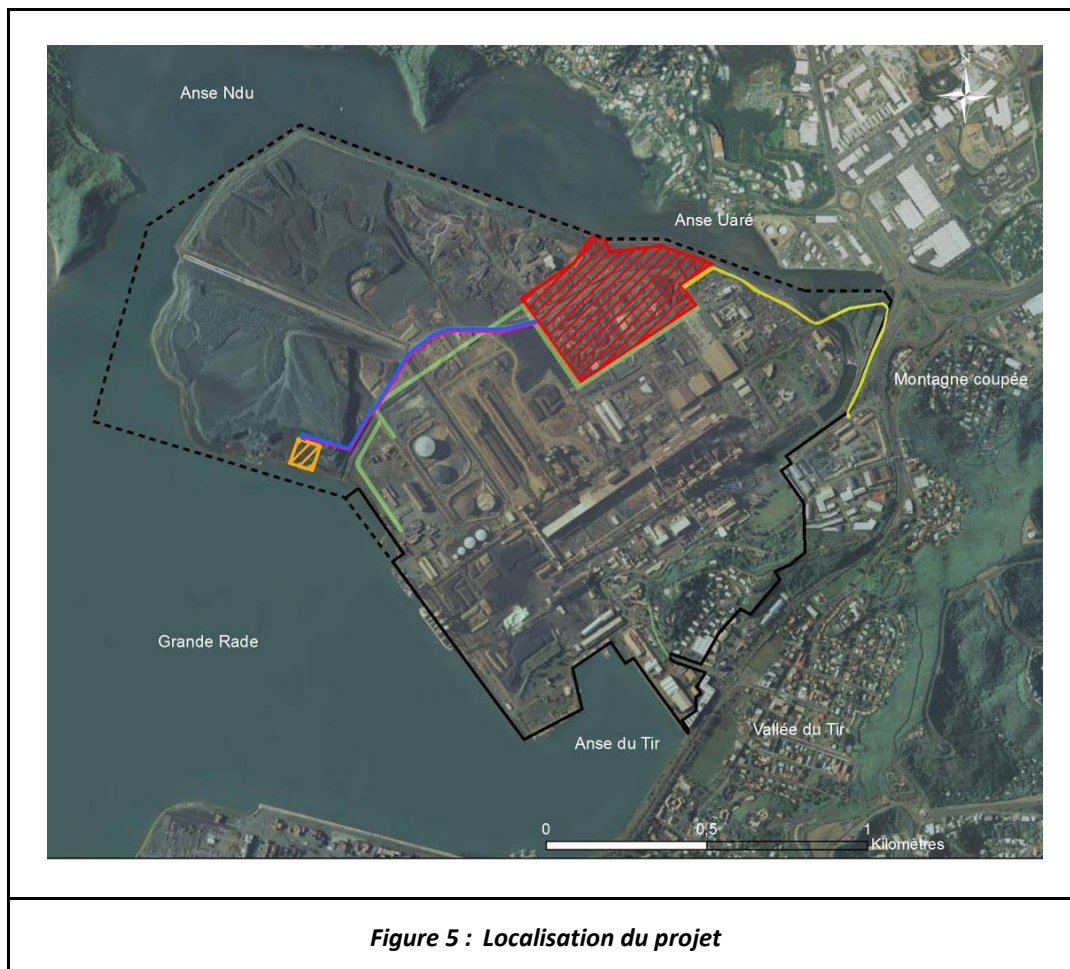 N
Anse Ndu
Anse Uaré
Montagne coupée
Grande Rade
Anse du Tir
Vallée du Tir
0 0,5 1
Kilomètres
Figure 5 : Localisation du projet